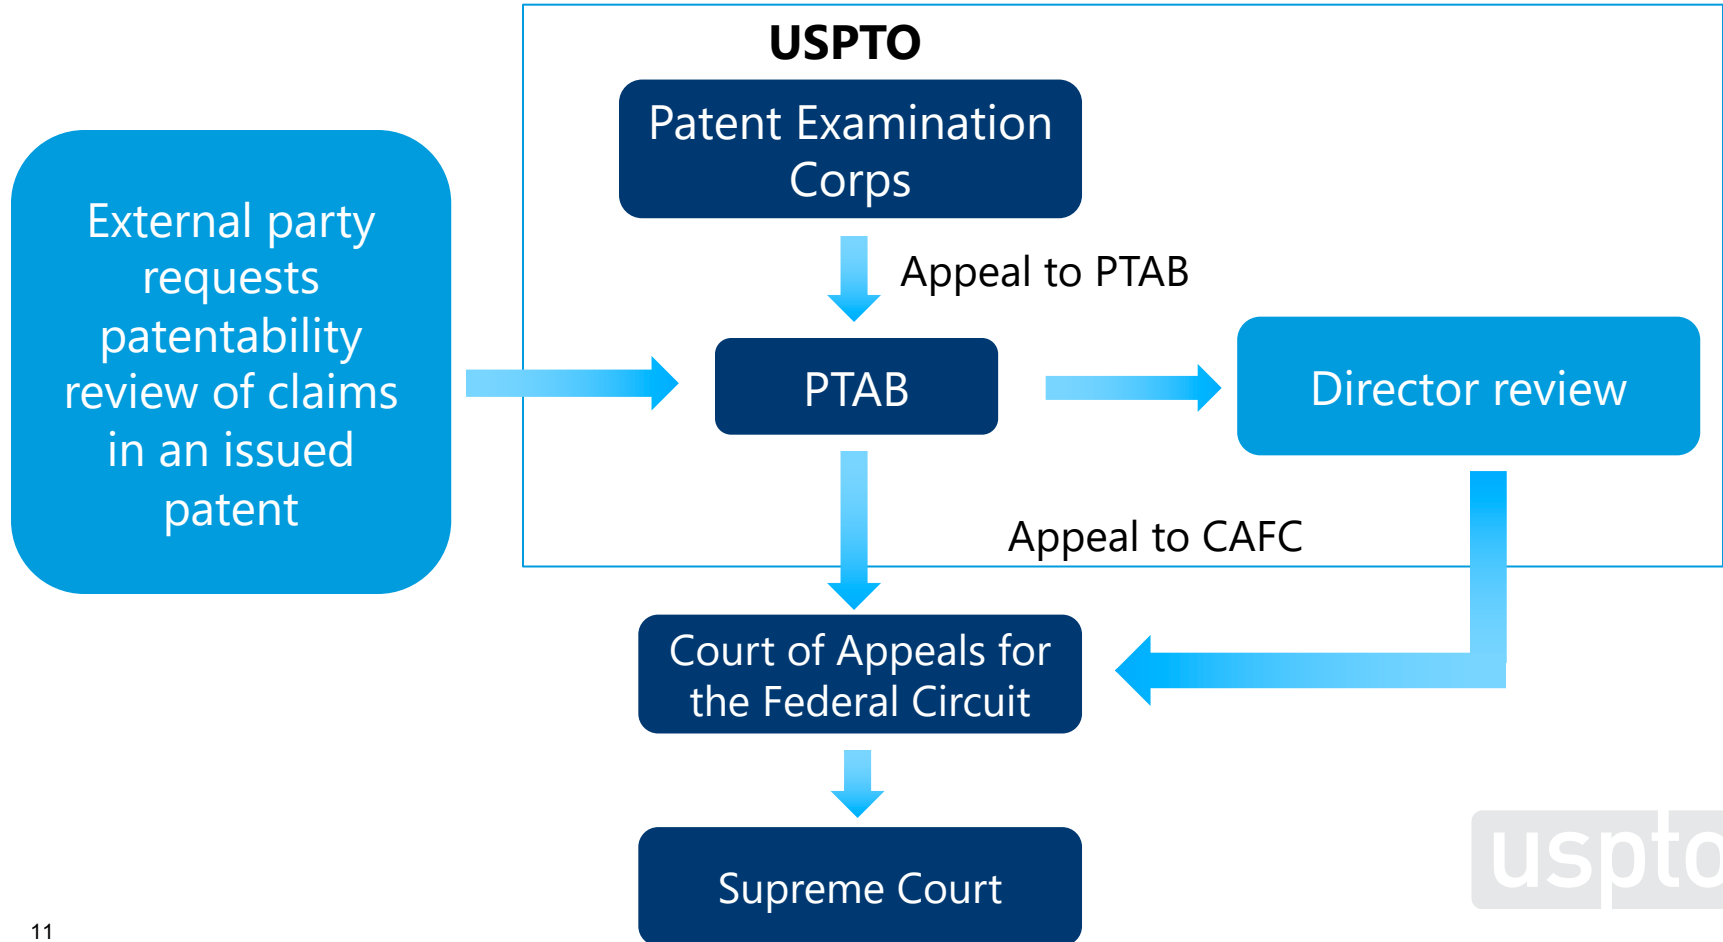 USPTO
Patent Examination
Corps
External party
requests
patentability
review of claims
in an issued
patent
Appeal to PTAB
PTAB
Director review
Appeal to CAFC
Court of Appeals for
the Federal Circuit
Supreme Court
uspto
11